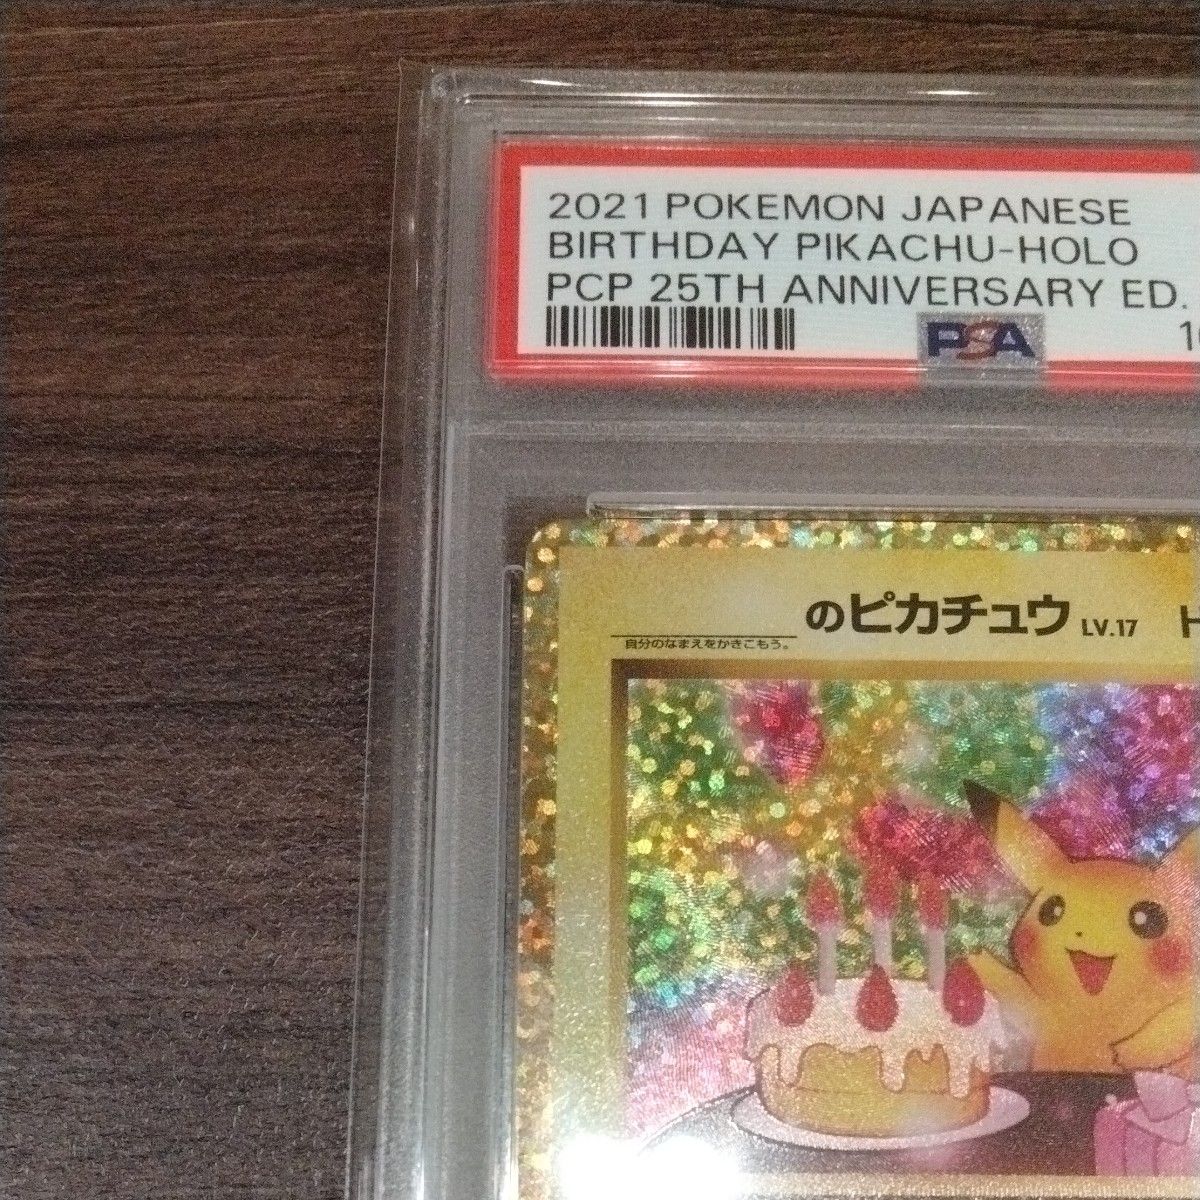 2021 POKEMON JAPANESE
BIRTHDAY PIKACHU-HOLO
PCP 25TH ANNIVERSARY ED.
PSA
のピカチュウ LV.17
自分のなまえをかきこもう。